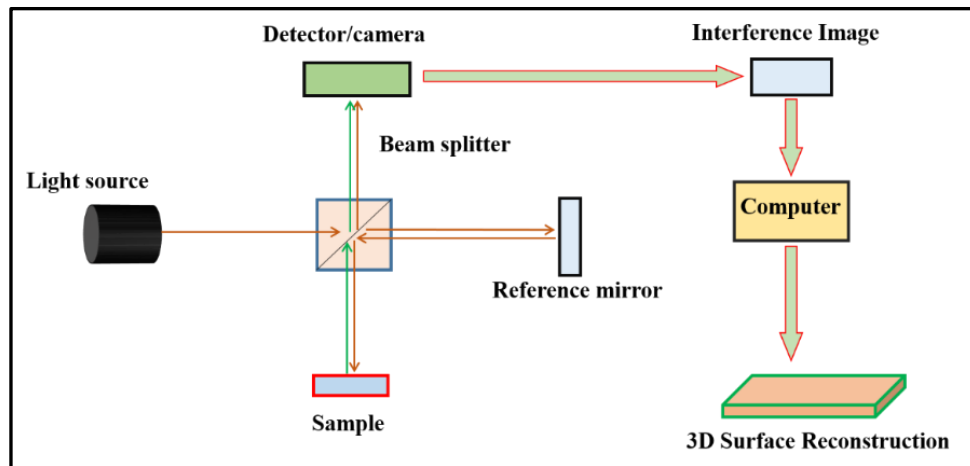 Detector/camera
Interference Image
Beam splitter
Light source
Computer
Reference mirror
Sample
3D Surface Reconstruction